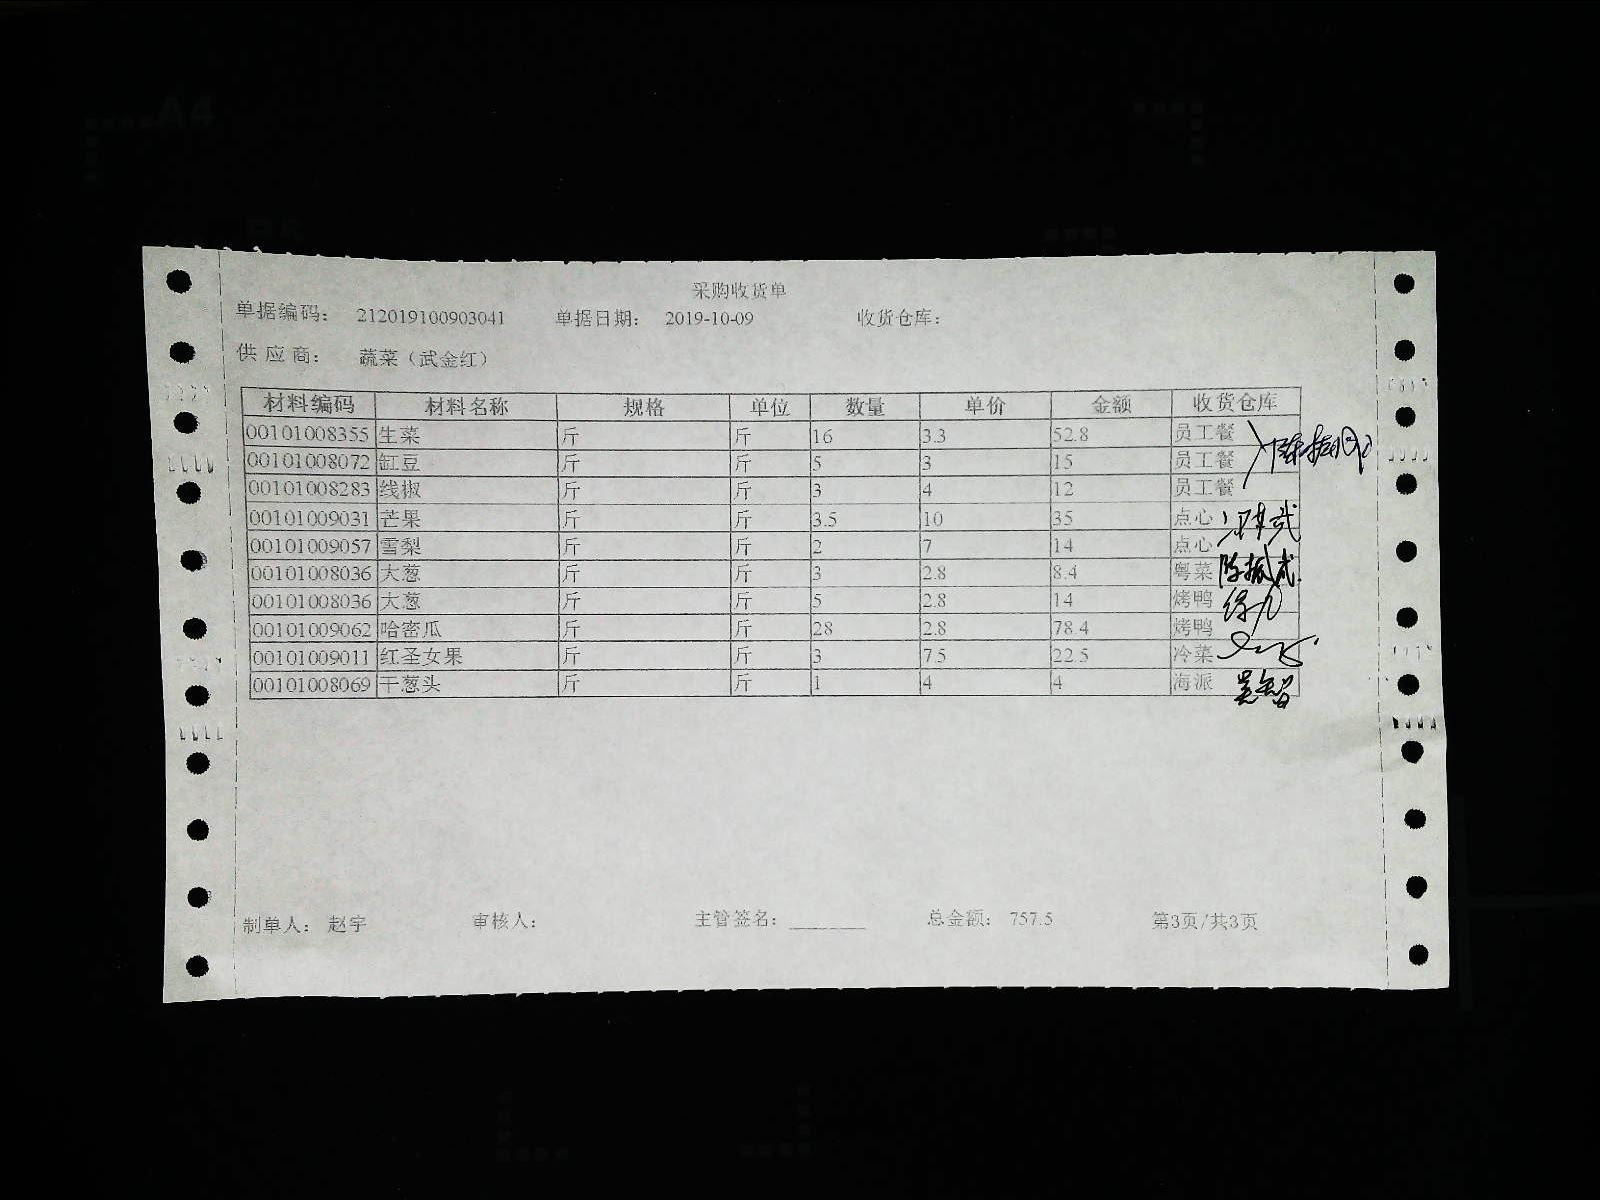 采购收货单
单据编码： 212019100903041 单据日期： 2019-10-09 收货仓库：
供 应 商： 蔬菜（武金红）
材料编码 材料名称 规格 单位 数量 单价 金额 收货仓库
00101008355 生菜 斤 斤 16 3.3 52.8 员工餐
00101008072 缸豆 斤 斤 5 3 15 员工餐
00101008283 线椒 斤 斤 3 4 12 员工餐
00101009031 芒果 斤 斤 3.5 10 35 点心
00101009057 雪梨 斤 斤 2 7 14 点心
00101008036 大葱 斤 斤 3 2.8 8.4 粤菜
00101008036 大葱 斤 斤 5 2.8 14 烤鸭
00101009062 哈密瓜 斤 斤 28 2.8 78.4 烤鸭
00101009011 红圣女果 斤 斤 3 7.5 22.5 冷菜
00101008069 干葱头 斤 斤 1 4 4 海派
制单人： 赵宇 审核人： 主管签名： 总金额： 757.5 第3页/共3页